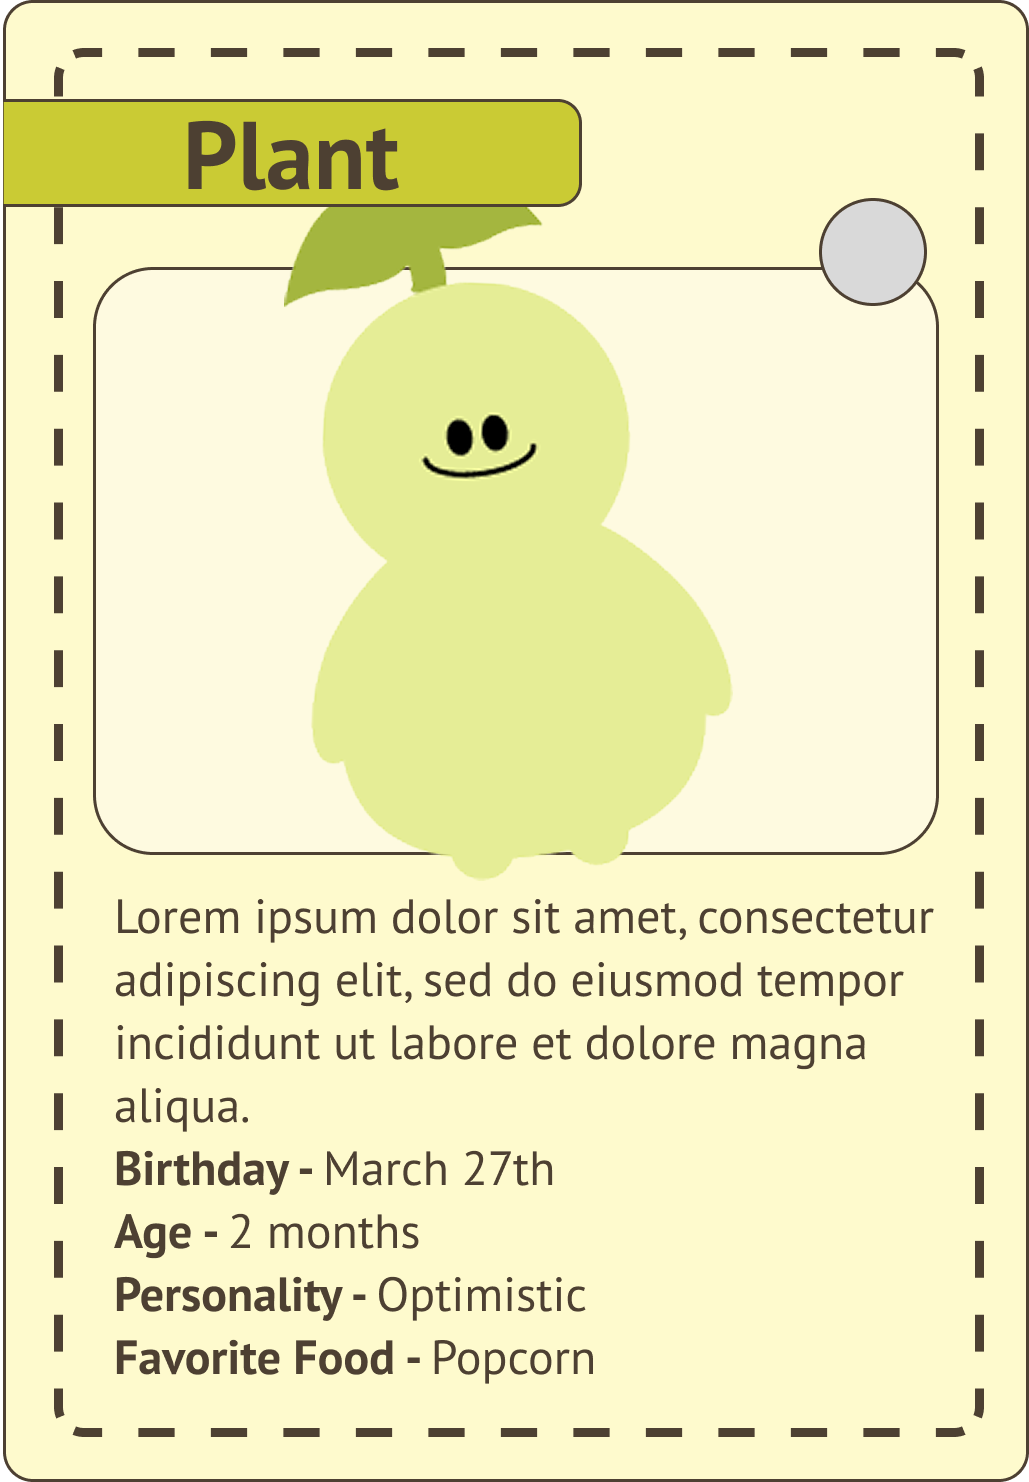 Plant
Lorem ipsum dolor sit amet, consectetur
adipiscing elit, sed do eiusmod tempor
incididunt ut labore et dolore magna
aliqua.
Birthday - March 27th
Age - 2 months
Personality - Optimistic
Favorite Food - Popcorn